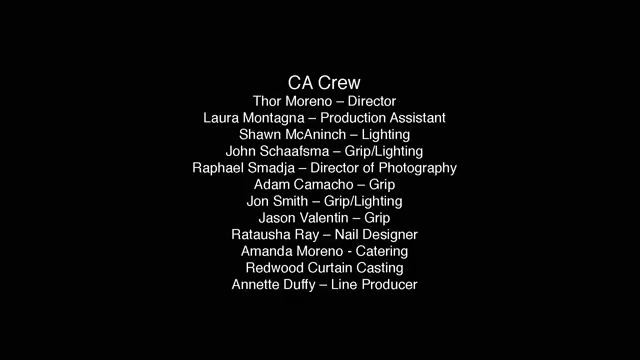 CA Crew
Thor Moreno – Director
Laura Montagna – Production Assistant
Shawn McAninch – Lighting
John Schaafsma – Grip/Lighting
Raphael Smadja – Director of Photography
Adam Camacho – Grip
Jon Smith – Grip/Lighting
Jason Valentin – Grip
Ratausha Ray – Nail Designer
Amanda Moreno - Catering
Redwood Curtain Casting
Annette Duffy – Line Producer